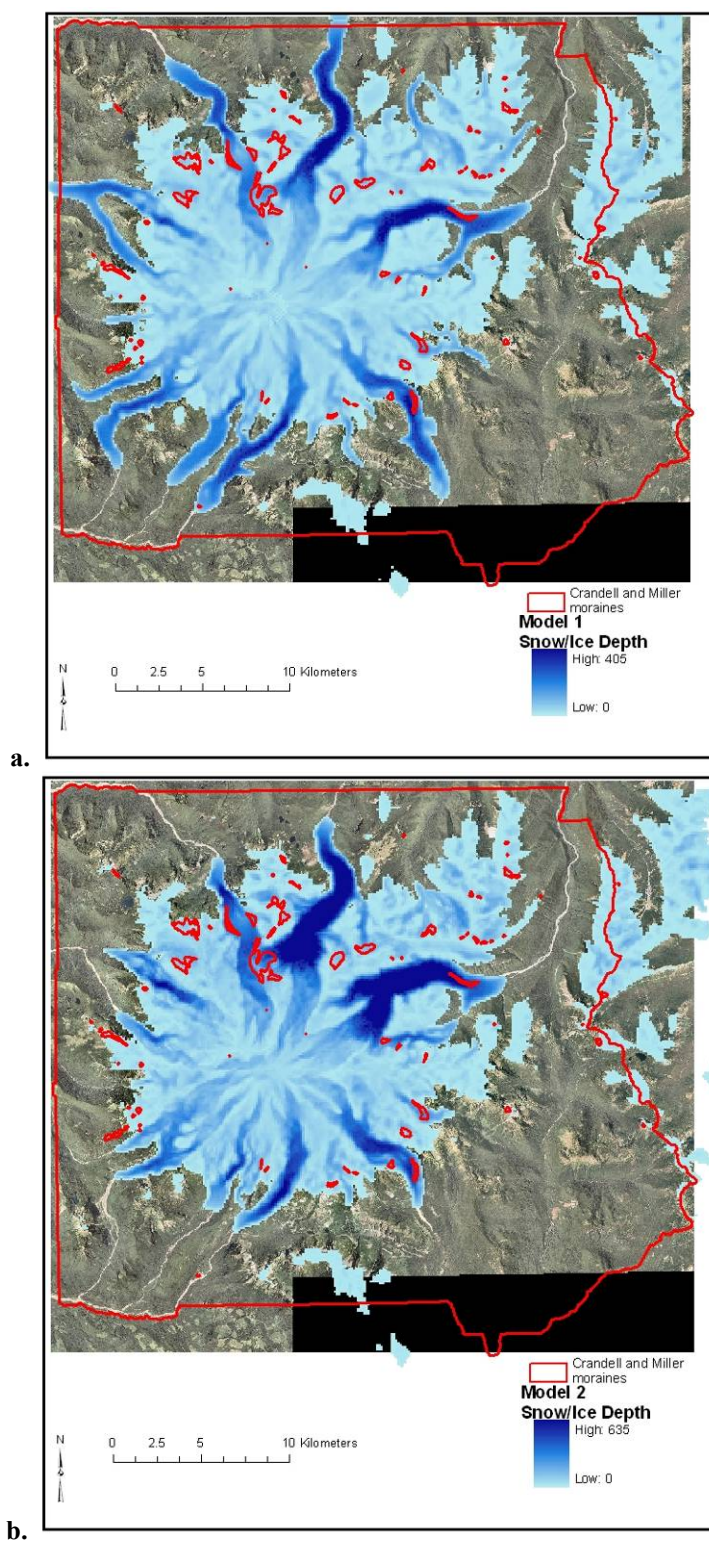 Crandell and Miller
moraines
Model 1
Snow/Ice Depth
High: 405
Low: 0
N
0 2.5 5 10 Kilometers
a.
Crandell and Miller
moraines
Model 2
Snow/Ice Depth
High: 635
Low: 0
N
0 2.5 5 10 Kilometers
b.